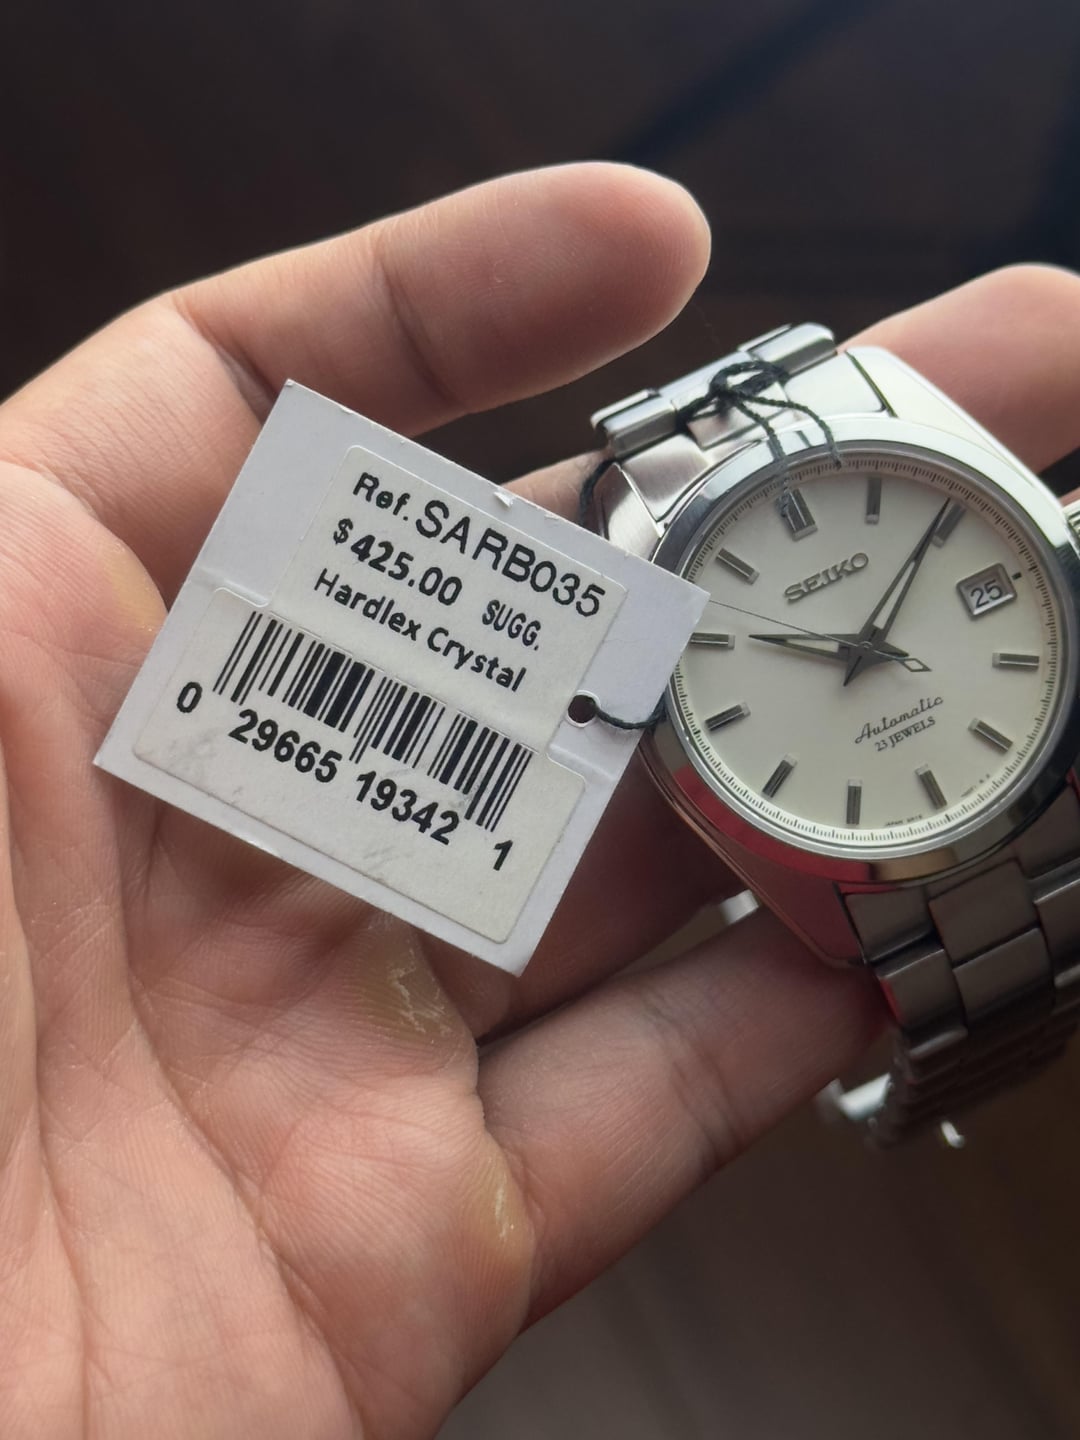 Ref. SARB035
$425.00 SUGG.
Hardlex Crystal
0 29665 19342 1
SEIKO
25
Automatic
23 JEWELS